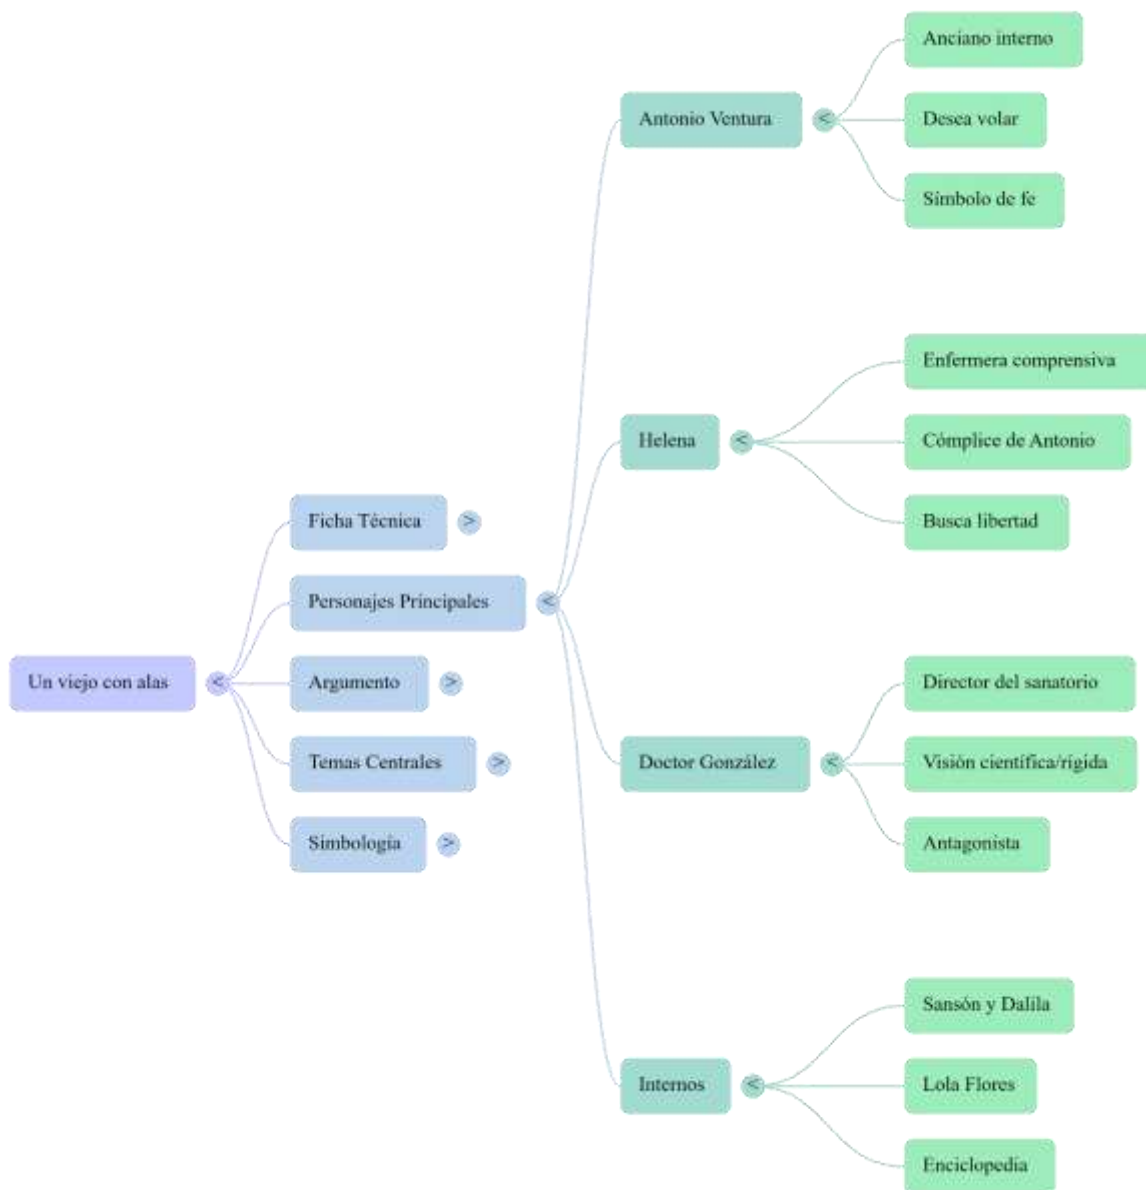 Un viejo con alas
<
Ficha Técnica
>
Personajes Principales
<
Argumento
>
Temas Centrales
>
Simbología
>
Antonio Ventura
<
Anciano interno
Desea volar
Símbolo de fe
Helena
<
Enfermera comprensiva
Cómplice de Antonio
Busca libertad
Doctor González
<
Director del sanatorio
Visión científica/rígida
Antagonista
Internos
<
Sansón y Dalila
Lola Flores
Enciclopedia